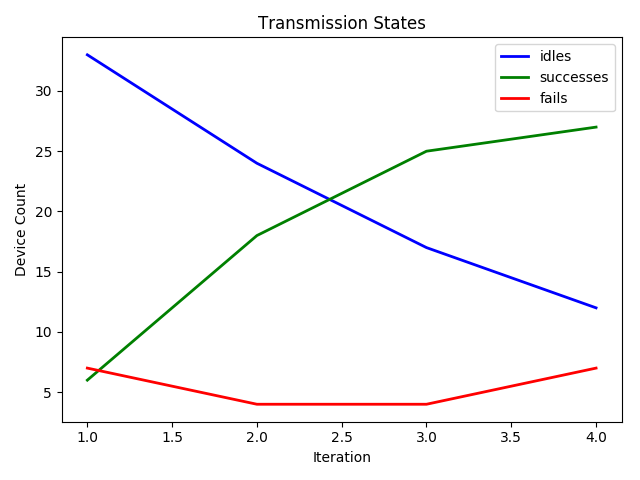 Transmission States
idles
successes
fails
Device Count
30
25
20
15
10
5
1.0 1.5 2.0 2.5 3.0 3.5 4.0
Iteration